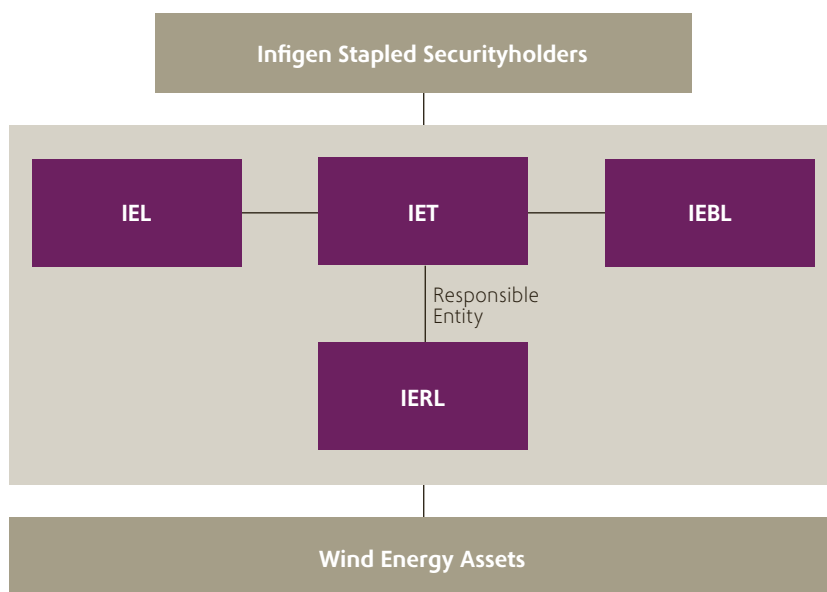 Infigen Stapled Securityholders
IEL
IET
IEBL
Responsible
Entity
IERL
Wind Energy Assets